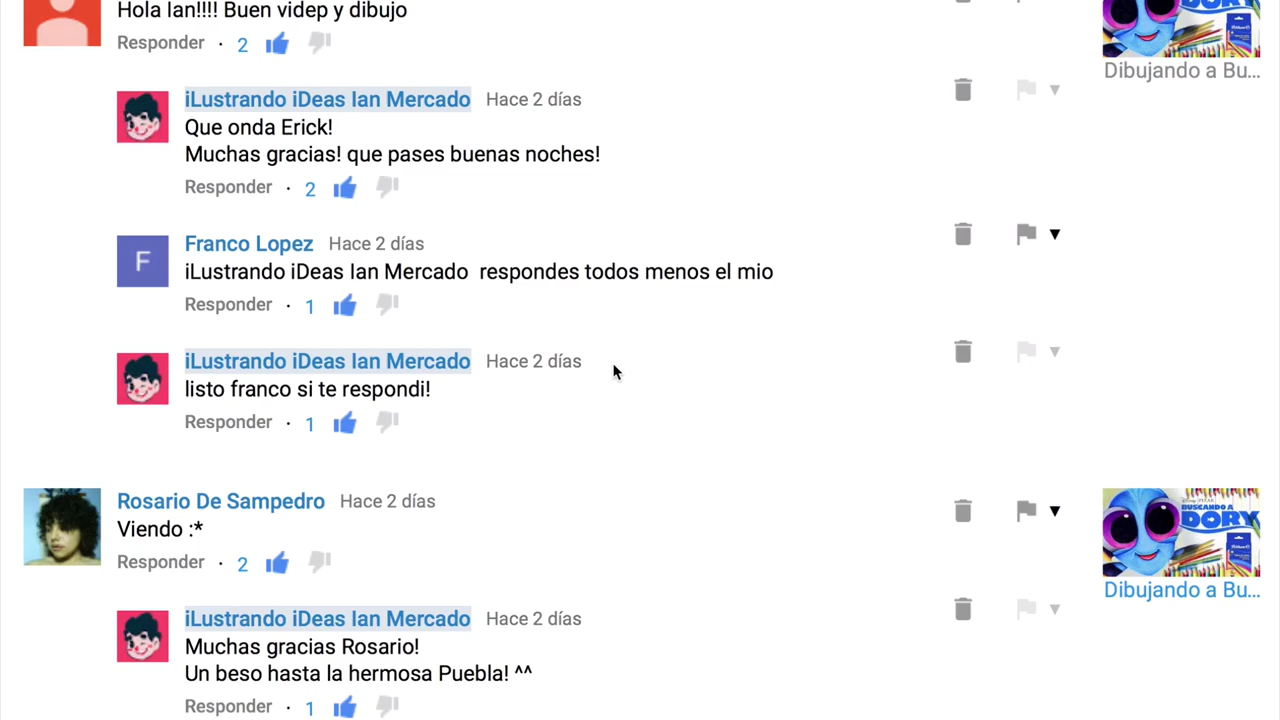 Hola Ian!!!! Buen videp y dibujo
Responder · 2
DORY
Dibujando a Bu...
iLustrando iDeas Ian Mercado Hace 2 días
Que onda Erick!
Muchas gracias! que pases buenas noches!
Responder · 2
F
Franco Lopez Hace 2 días
iLustrando iDeas Ian Mercado respondes todos menos el mio
Responder · 1
iLustrando iDeas Ian Mercado Hace 2 días
listo franco si te respondi!
Responder · 1
Rosario De Sampedro Hace 2 días
Viendo :*
Responder · 2
BUSCANDO A
DORY
Dibujando a Bu...
iLustrando iDeas Ian Mercado Hace 2 días
Muchas gracias Rosario!
Un beso hasta la hermosa Puebla! ^^
Responder · 1